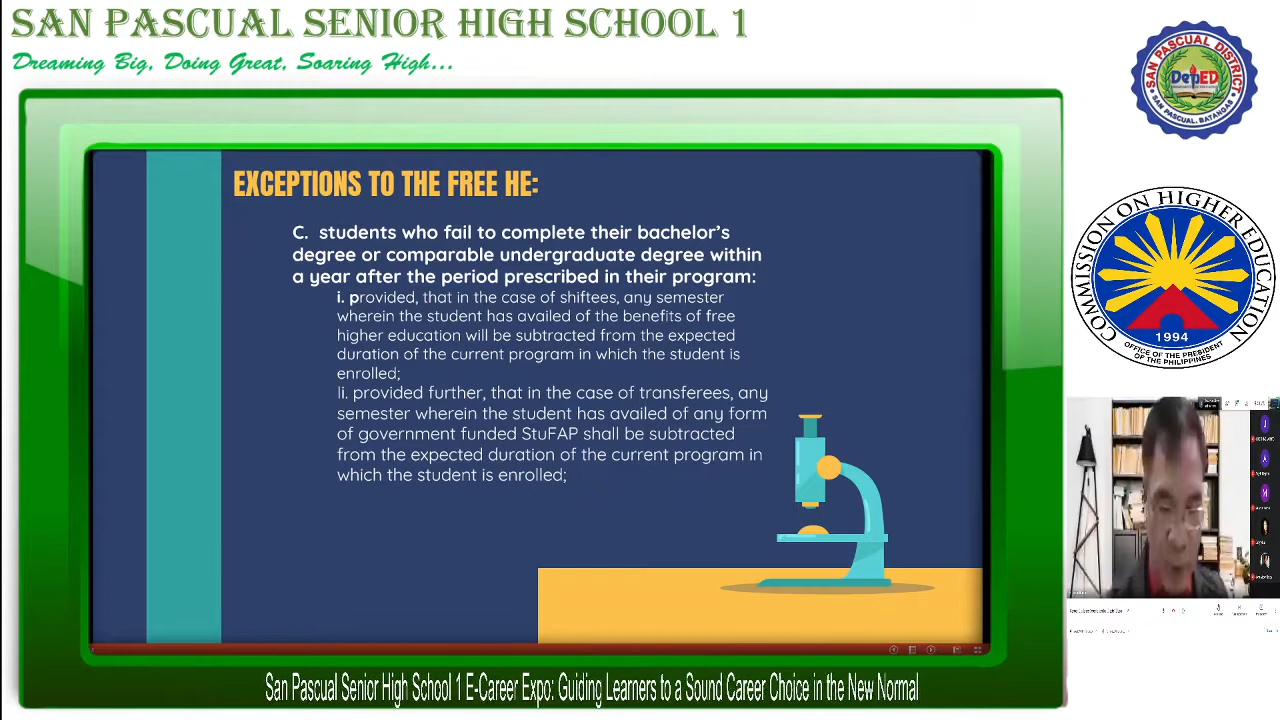 SAN PASCUAL SENIOR HIGH SCHOOL 1
Dreaming Big, Doing Great, Soaring High...
SAN PASCUAL DISTRICT
DepED
SAN PASCUAL, BATANGAS
EXCEPTIONS TO THE FREE HE:
C. students who fail to complete their bachelor's
degree or comparable undergraduate degree within
a year after the period prescribed in their program:
i. provided, that in the case of shiftees, any semester
wherein the student has availed of the benefits of free
higher education will be subtracted from the expected
duration of the current program in which the student is
enrolled;
Ii. provided further, that in the case of transferees, any
semester wherein the student has availed of any form
of government funded StuFAP shall be subtracted
from the expected duration of the current program in
which the student is enrolled;
COMMISSION ON HIGHER EDUCATION
1994
OFFICE OF THE PRESIDENT
OF THE PHILIPPINES
J
A
M
San Pascual Senior High School 1 E-Career Expo: Guiding Learners to a Sound Career Choice in the New Normal